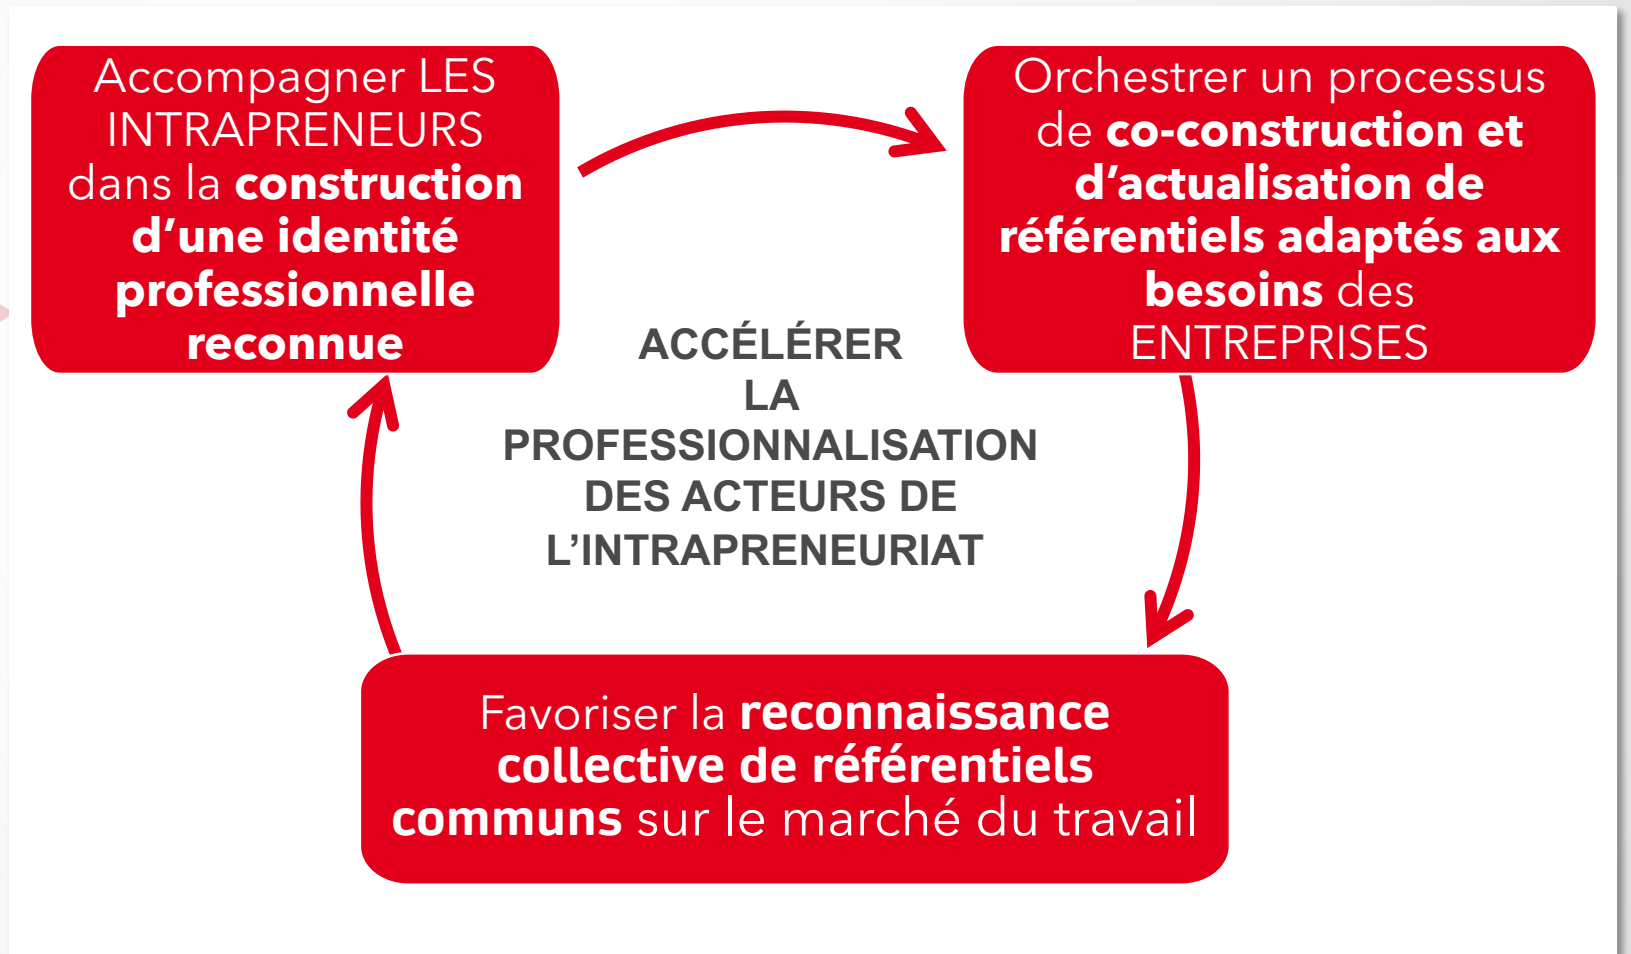 Accompagner LES
INTRAPRENEURS
dans la construction
d’une identité
professionnelle
reconnue
Orchestrer un processus
de co-construction et
d’actualisation de
référentiels adaptés aux
besoins des
ENTREPRISES
ACCÉLÉRER
LA
PROFESSIONNALISATION
DES ACTEURS DE
L’INTRAPRENEURIAT
Favoriser la reconnaissance
collective de référentiels
communs sur le marché du travail